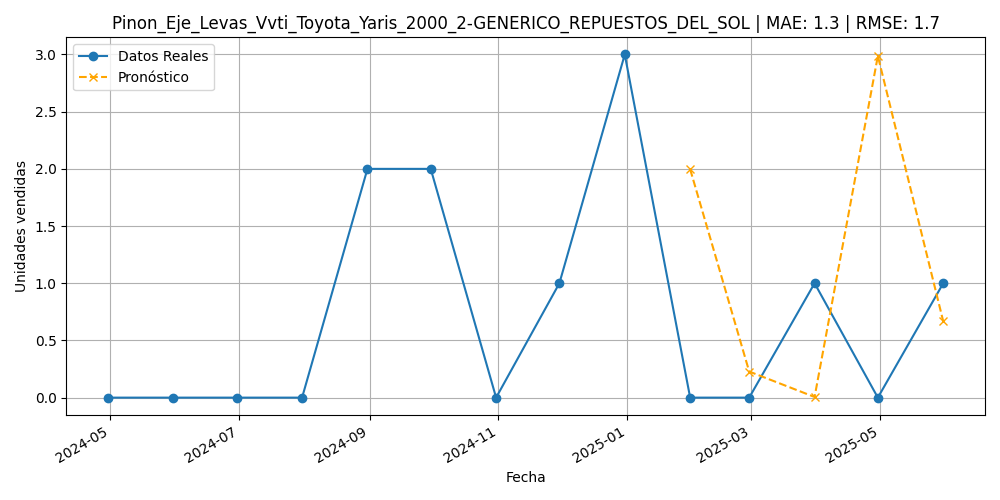 Pinon_Eje_Levas_Vvti_Toyota_Yaris_2000_2-GENERICO_REPUESTOS_DEL_SOL | MAE: 1.3 | RMSE: 1.7
Datos Reales
Pronóstico
Unidades vendidas
3.0
2.5
2.0
1.5
1.0
0.5
0.0
2024-05
2024-07
2024-09
2024-11
2025-01
2025-03
2025-05
Fecha